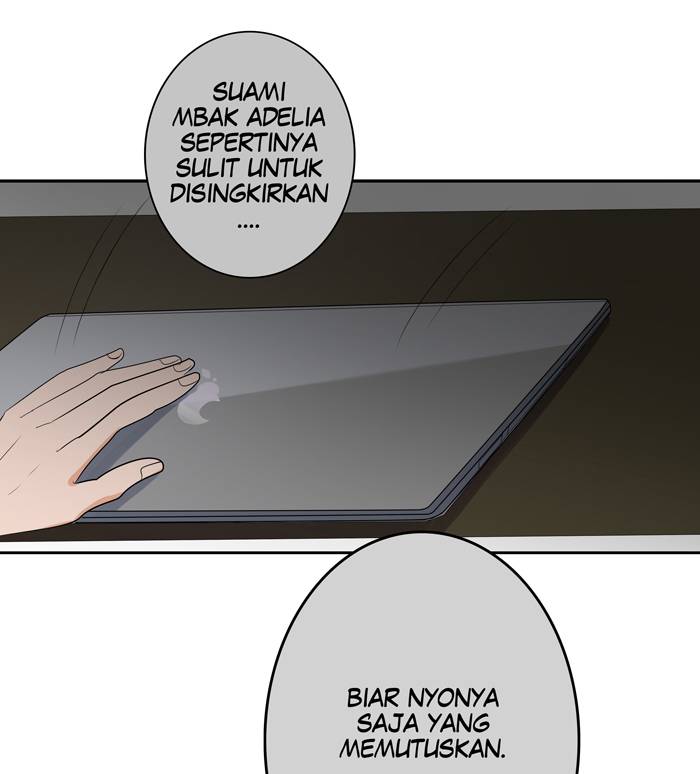 SUAMI
MBAK ADELIA
SEPERTINYA
SULIT UNTUK
DISINGKIRKAN
....
BIAR NYONYA
SAJA YANG
MEMUTUSKAN.